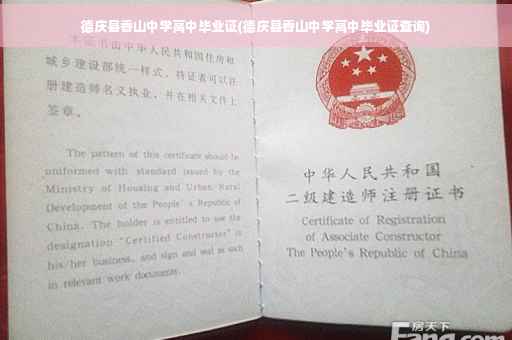 德庆县香山中学高中毕业证(德庆县香山中学高中毕业证查询)
本证书由中华人民共和国住房和
城乡建设部统一样式，持证者可以注
册建造师名义执业，并在相关文件上
签章。
The pattern of this certificate should be
uniformed with standard issued by the
Ministry of Housing and Urban Rural
Development of the People's Republic of
China. The holder is entitled to use the
designation "Certified Constructor" in
his/her business, and sign and seal as such
in relevant work documents.
中华人民共和国
二级建造师注册证书
Certificate of Registration
of Associate Constructor
The People's Republic of China
房天下
Fang.com